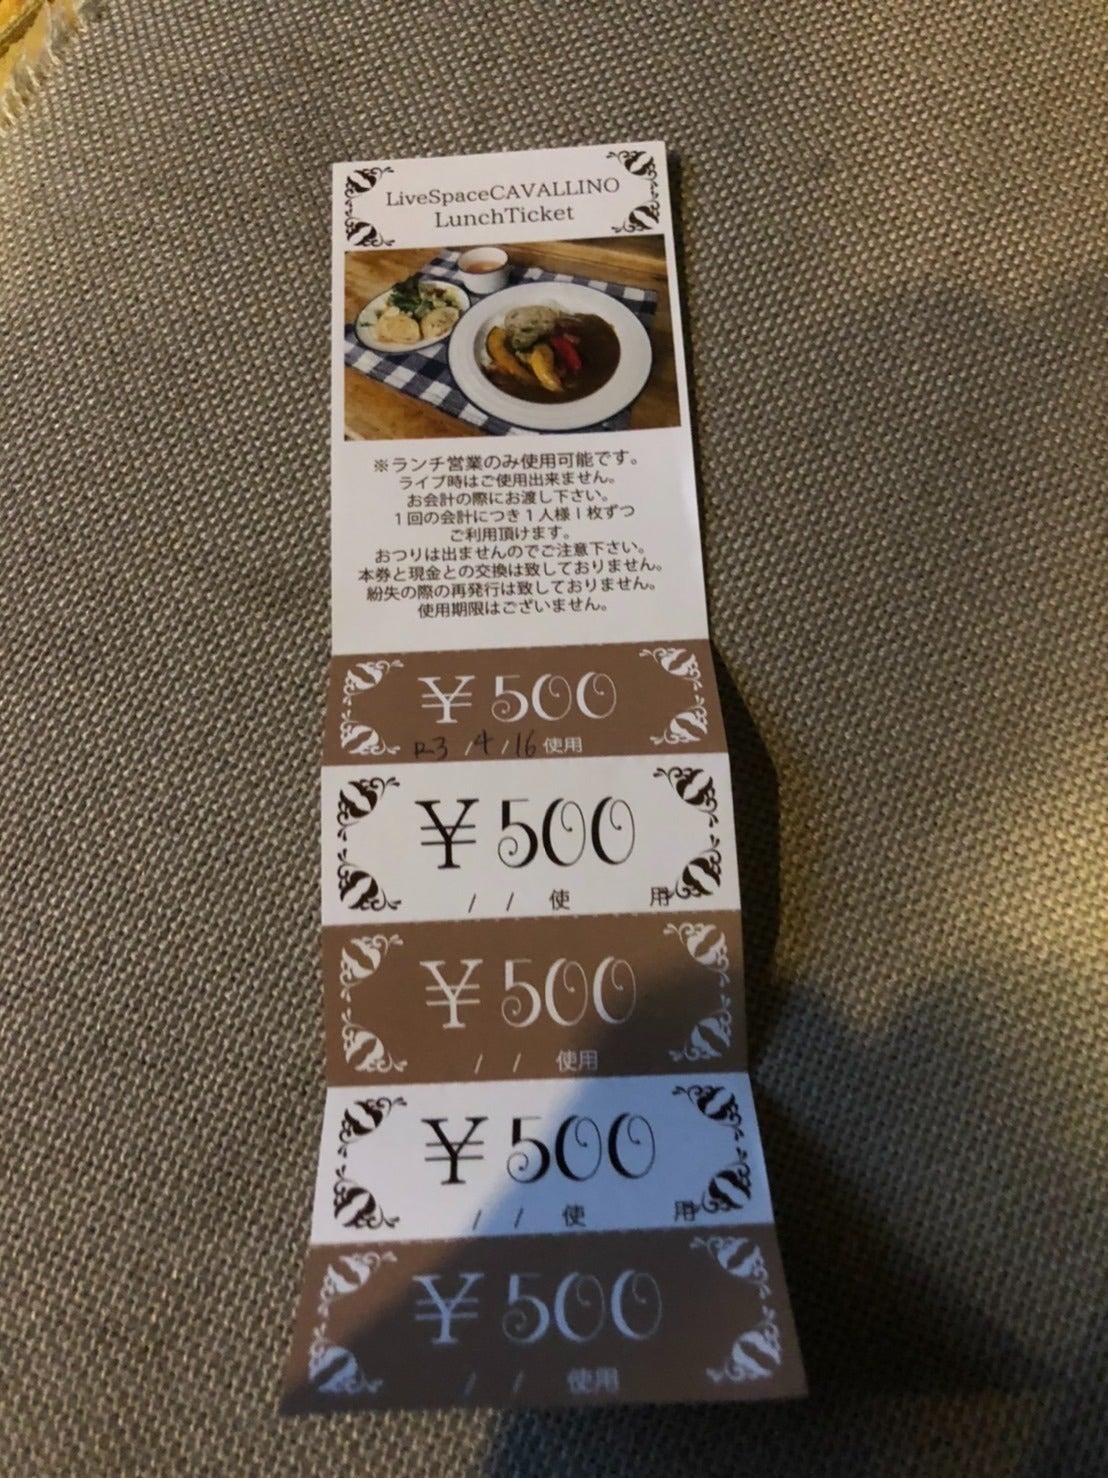 LiveSpaceCAVALLINO
LunchTicket
※ランチ営業のみ使用可能です。
ライブ時はご使用出来ません。
お会計の際にお渡し下さい。
1回の会計につき1人様1枚ずつ
ご利用頂けます。
おつりは出ませんのでご注意下さい。
本券と現金との交換は致しておりません。
紛失の際の再発行は致しておりません。
使用期限はございません。
¥500
R3/4/16使用
¥500
/ / 使 用
¥500
/ / 使用
¥500
/ / 使 用
¥500
/ / 使用